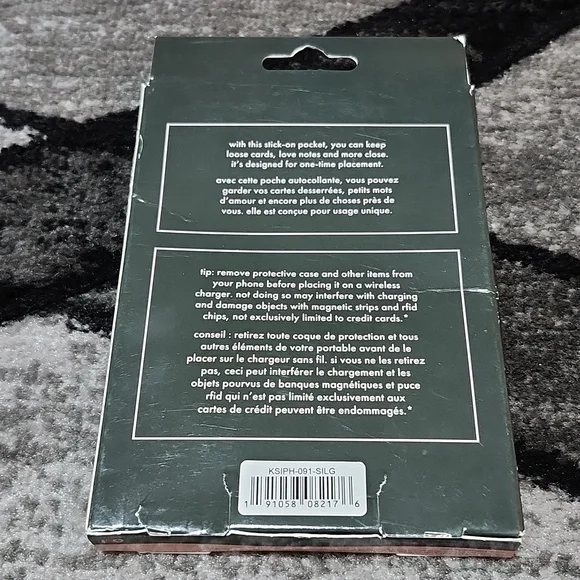 with this stick-on pocket, you can keep
loose cards, love notes and more close.
it's designed for one-time placement.
avec cette poche autocollante, vous pouvez
garder vos cartes desserrées, petits mots
d'amour et encore plus de choses près de
vous. elle est conçue pour usage unique.
tip: remove protective case and other items from
your phone before placing it on a wireless
charger. not doing so may interfere with charging
and damage objects with magnetic strips and rfid
chips, not exclusively limited to credit cards.*
conseil : retirez toute coque de protection et tous
autres éléments de votre portable avant de le
placer sur le chargeur sans fil. si vous ne les retirez
pas, ceci peut interférer le chargement et les
objets pourvus de banques magnétiques et puce
rfid qui n'est pas limité exclusivement aux
cartes de crédit peuvent être endommagés.*
KSIPH-091-SILG
1 91058 08217 6